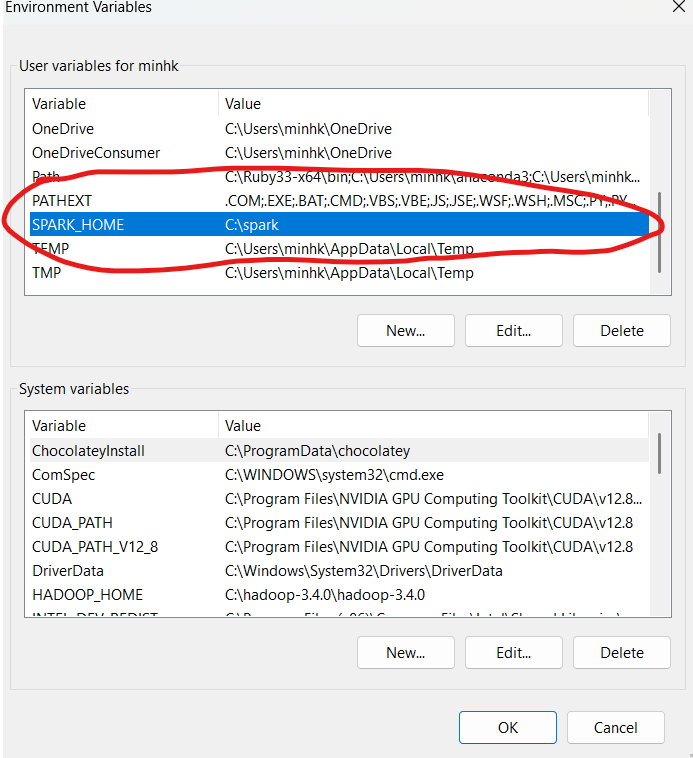 Environment Variables
User variables for minhk
Variable Value
OneDrive C:\Users\minhk\OneDrive
OneDriveConsumer C:\Users\minhk\OneDrive
Path C:\Ruby33-x64\bin;C:\Users\minhk\anaconda3;C:\Users\minhk...
PATHEXT .COM;.EXE;.BAT;.CMD;.VBS;.VBE;.JS;.JSE;.WSF;.WSH;.MSC;.PY;.PY...
SPARK_HOME C:\spark
TEMP C:\Users\minhk\AppData\Local\Temp
TMP C:\Users\minhk\AppData\Local\Temp
New... Edit... Delete
System variables
Variable Value
ChocolateyInstall C:\ProgramData\chocolatey
ComSpec C:\WINDOWS\system32\cmd.exe
CUDA C:\Program Files\NVIDIA GPU Computing Toolkit\CUDA\v12.8...
CUDA_PATH C:\Program Files\NVIDIA GPU Computing Toolkit\CUDA\v12.8
CUDA_PATH_V12_8 C:\Program Files\NVIDIA GPU Computing Toolkit\CUDA\v12.8
DriverData C:\Windows\System32\Drivers\DriverData
HADOOP_HOME C:\hadoop-3.4.0\hadoop-3.4.0
New... Edit... Delete
OK Cancel